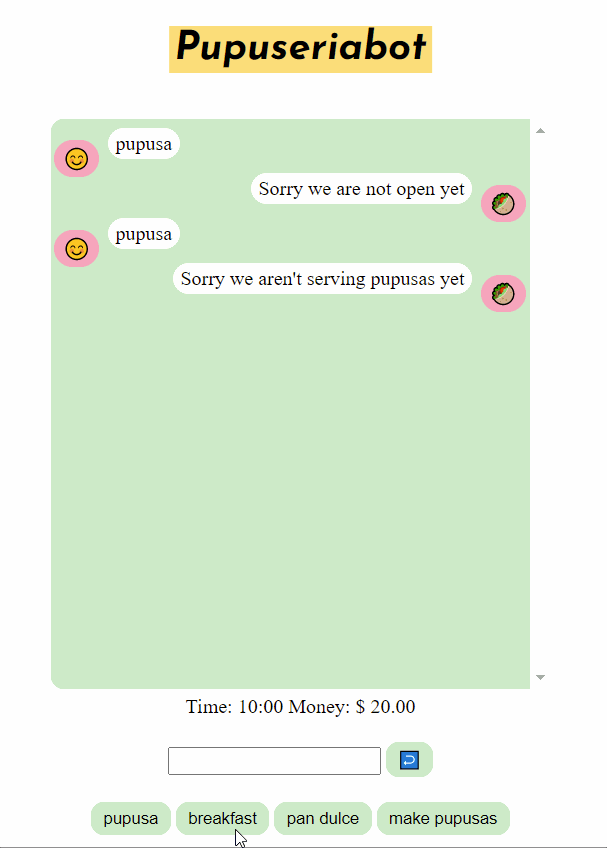 Pupuseriabot
pupusa
Sorry we are not open yet
pupusa
Sorry we aren't serving pupusas yet
Time: 10:00 Money: $ 20.00
pupusa breakfast pan dulce make pupusas